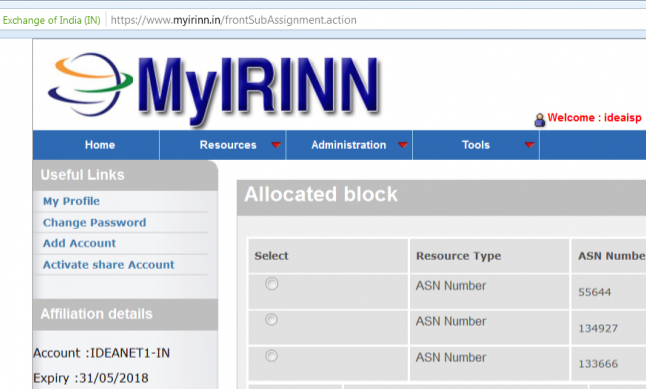 Exchange of India (IN) https://www.myirinn.in/frontSubAssignment.action
MyIRINN
Welcome : ideaisp
Home Resources Administration Tools
Useful Links
My Profile
Change Password
Add Account
Activate share Account
Affiliation details
Account :IDEANET1-IN
Expiry :31/05/2018
Allocated block
Select Resource Type ASN Numbe
ASN Number 55644
ASN Number 134927
ASN Number 133666